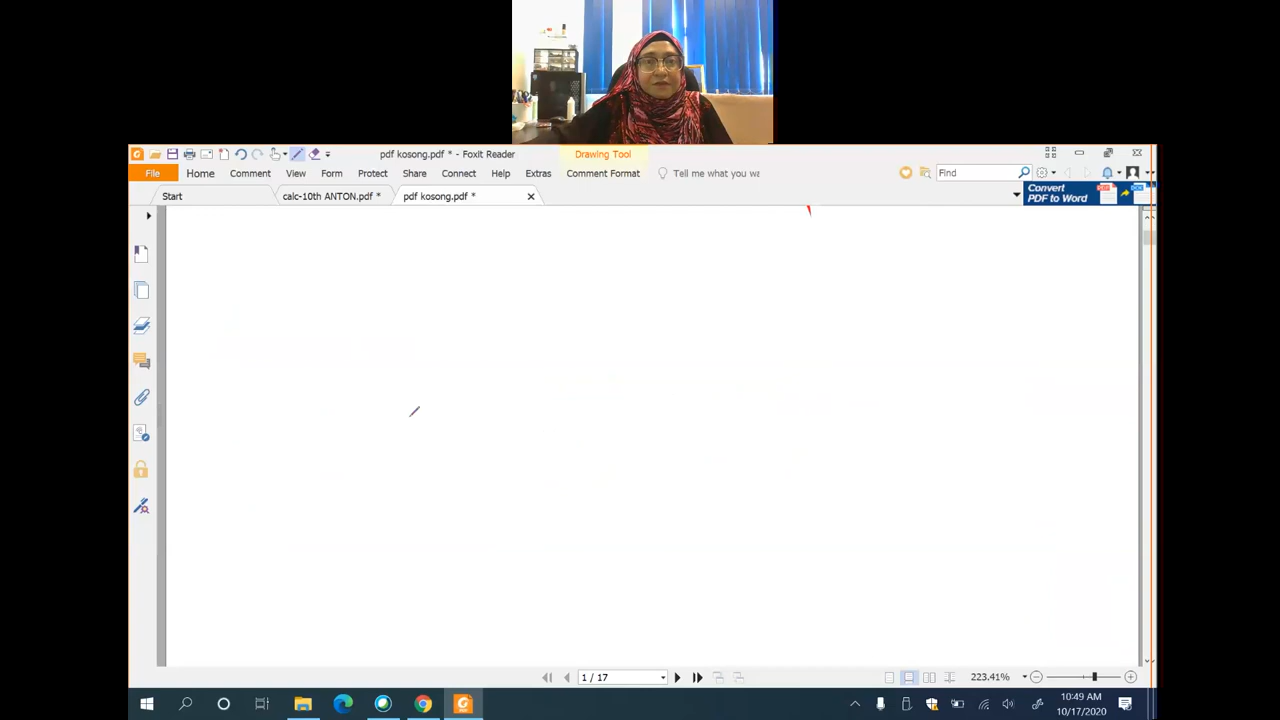 pdf kosong.pdf * - Foxit Reader
Drawing Tool
File
Home
Comment
View
Form
Protect
Share
Connect
Help
Extras
Comment Format
Tell me what you wa
Find
Start
calc-10th ANTON.pdf *
pdf kosong.pdf *
Convert
PDF to Word
1 / 17
223.41%
10:49 AM
10/17/2020